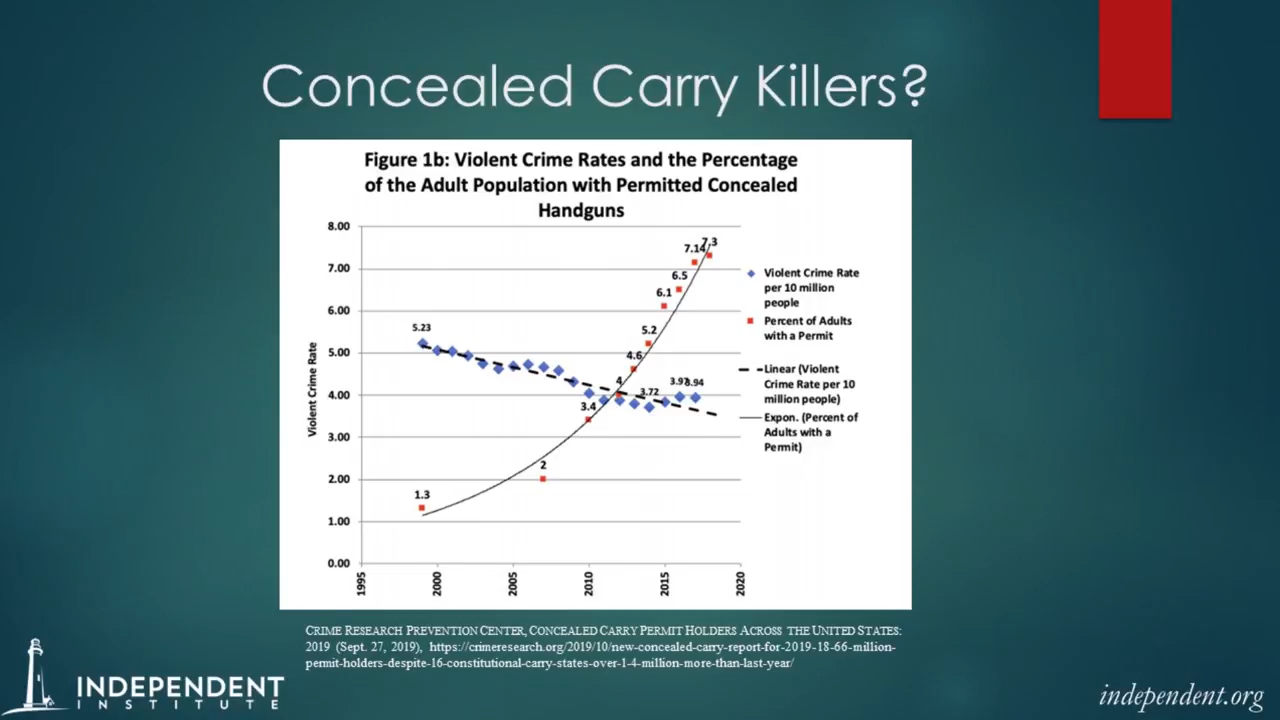 Concealed Carry Killers?
Figure 1b: Violent Crime Rates and the Percentage
of the Adult Population with Permitted Concealed
Handguns
8.00
7.00
6.00
5.00
4.00
3.00
2.00
1.00
0.00
Violent Crime Rate
1995
2000
2005
2010
2015
2020
5.23
3.72
3.97
3.94
1.3
2
3.4
4
4.6
5.2
6.1
6.5
7.14
7.3
Violent Crime Rate
per 10 million
people
Percent of Adults
with a Permit
Linear (Violent
Crime Rate per 10
million people)
Expon. (Percent of
Adults with a
Permit)
CRIME RESEARCH PREVENTION CENTER, CONCEALED CARRY PERMIT HOLDERS ACROSS THE UNITED STATES:
2019 (Sept. 27, 2019), https://crimeresearch.org/2019/10/new-concealed-carry-report-for-2019-18-66-million-
permit-holders-despite-16-constitutional-carry-states-over-1-4-million-more-than-last-year/
INDEPENDENT
INSTITUTE
independent.org